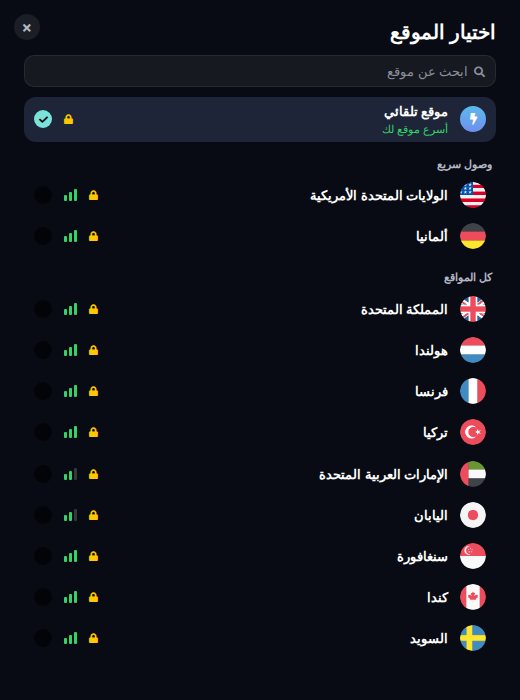 اختيار الموقع
ابحث عن موقع
موقع تلقائي
أسرع موقع لك
وصول سريع
الولايات المتحدة الأمريكية
ألمانيا
كل المواقع
المملكة المتحدة
هولندا
فرنسا
تركيا
الإمارات العربية المتحدة
اليابان
سنغافورة
كندا
السويد